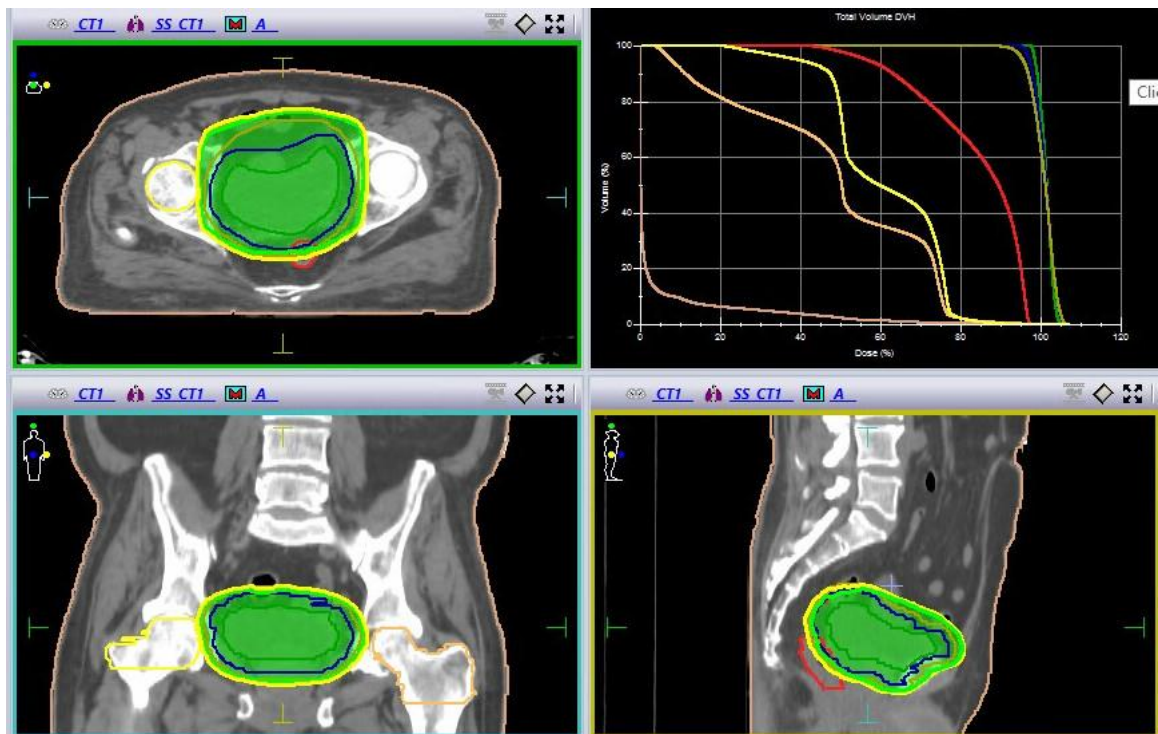 CT1 SS CT1 A
Total Volume DVH
100
80
60
40
20
0
Volume (%)
0 20 40 60 80 100 120
Dose (%)
Clic
CT1 SS CT1 A
CT1 SS CT1 A